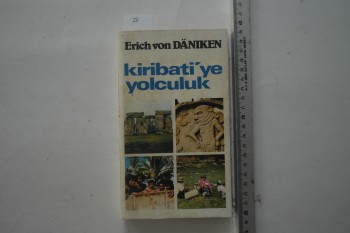 Erich von DÄNIKEN
kiribati'ye
yolculuk